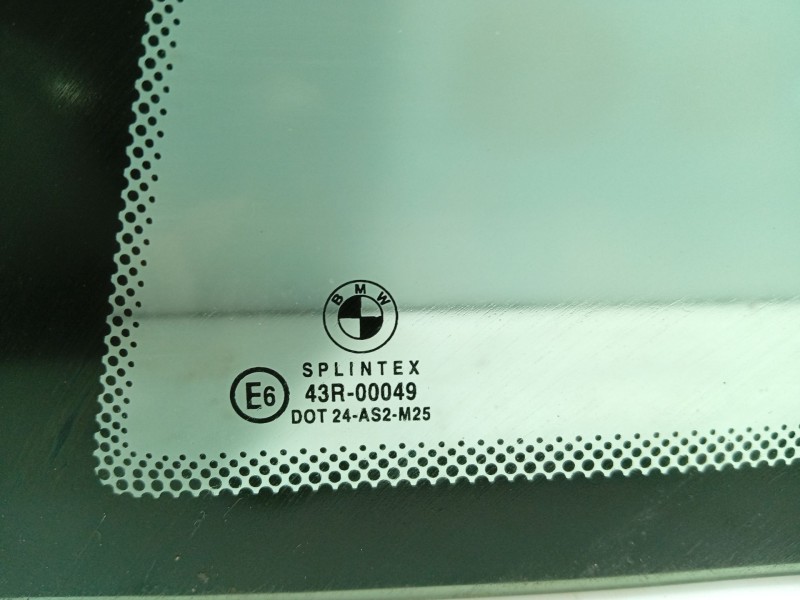 BMW
SPLINTEX
E6
43R-00049
DOT 24-AS2-M25